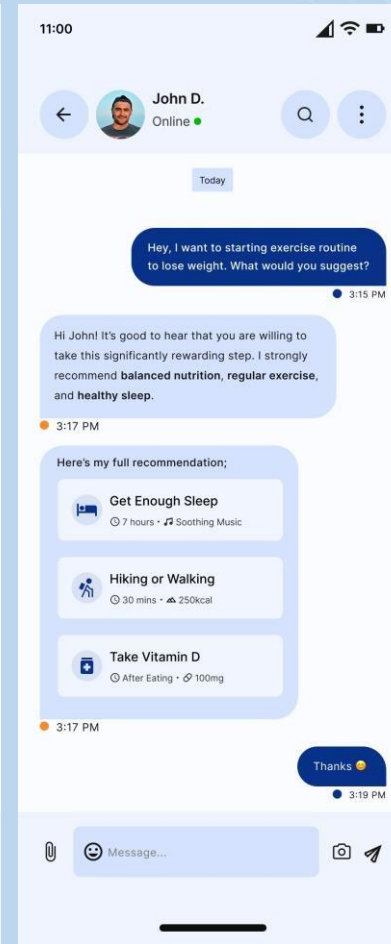 11:00
John D.
Online
Today
Hey, I want to starting exercise routine
to lose weight. What would you suggest?
3:15 PM
Hi John! It's good to hear that you are willing to
take this significantly rewarding step. I strongly
recommend balanced nutrition, regular exercise,
and healthy sleep.
3:17 PM
Here's my full recommendation;
Get Enough Sleep
7 hours • Soothing Music
Hiking or Walking
30 mins • 250kcal
Take Vitamin D
After Eating • 100mg
3:17 PM
Thanks 😊
3:19 PM
Message...